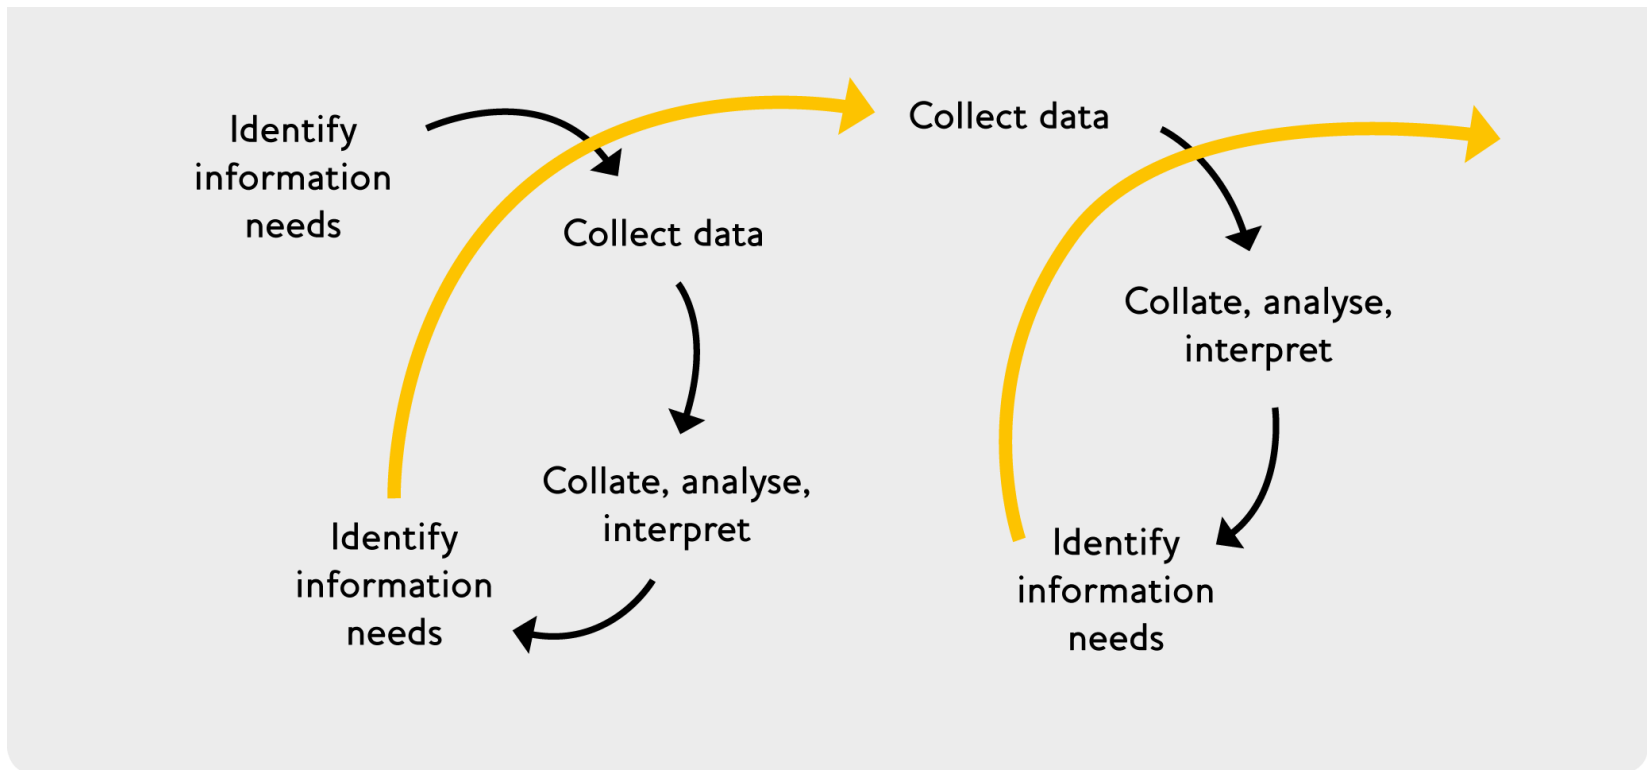 Identify
information
needs
Collect data
Collate, analyse,
interpret
Identify
information
needs
Collect data
Collate, analyse,
interpret
Identify
information
needs